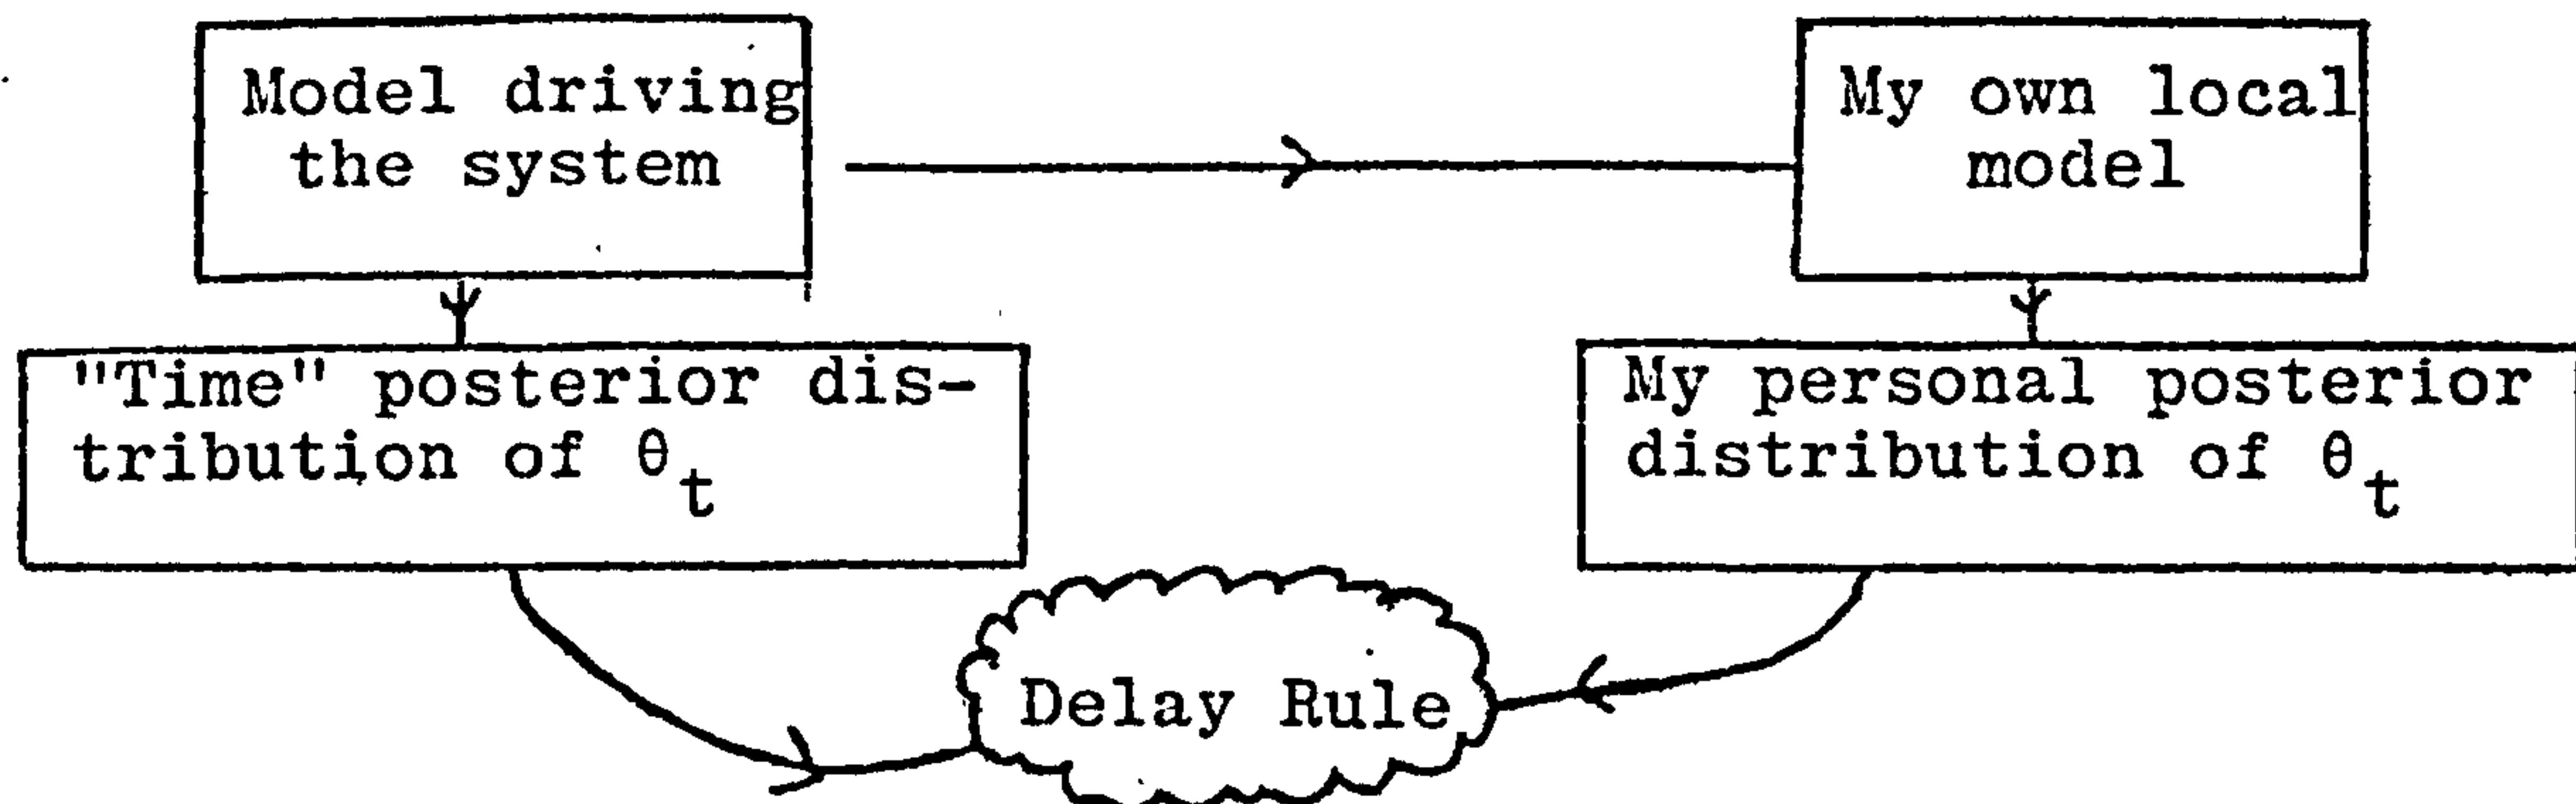 Model driving
the system
My own local
model
"Time" posterior dis-
tribution of θt
My personal posterior
distribution of θt
Delay Rule